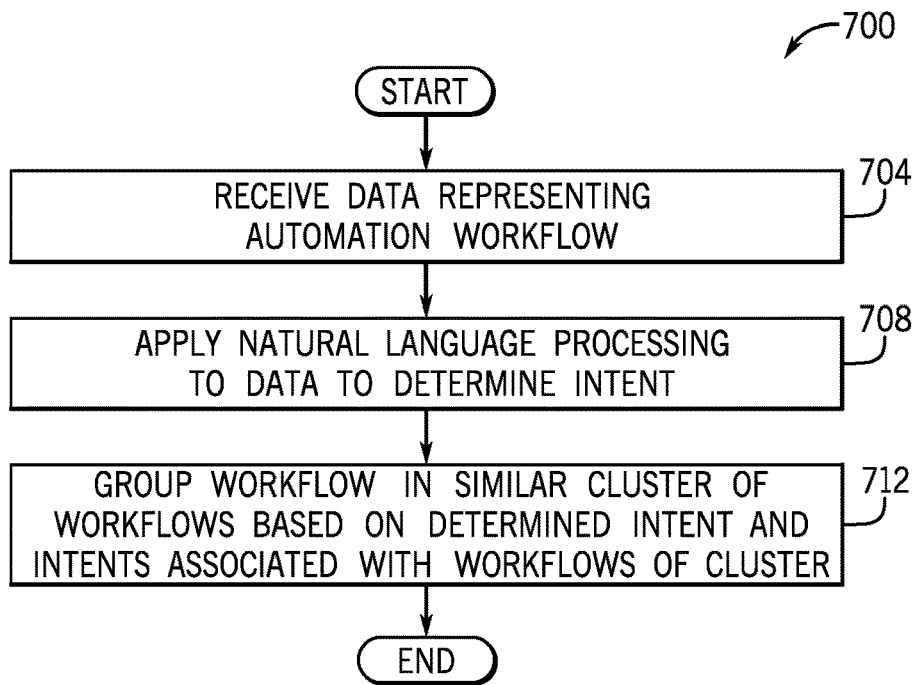 700
START
RECEIVE DATA REPRESENTING
AUTOMATION WORKFLOW
704
APPLY NATURAL LANGUAGE PROCESSING
TO DATA TO DETERMINE INTENT
708
GROUP WORKFLOW IN SIMILAR CLUSTER OF
WORKFLOWS BASED ON DETERMINED INTENT AND
INTENTS ASSOCIATED WITH WORKFLOWS OF CLUSTER
712
END